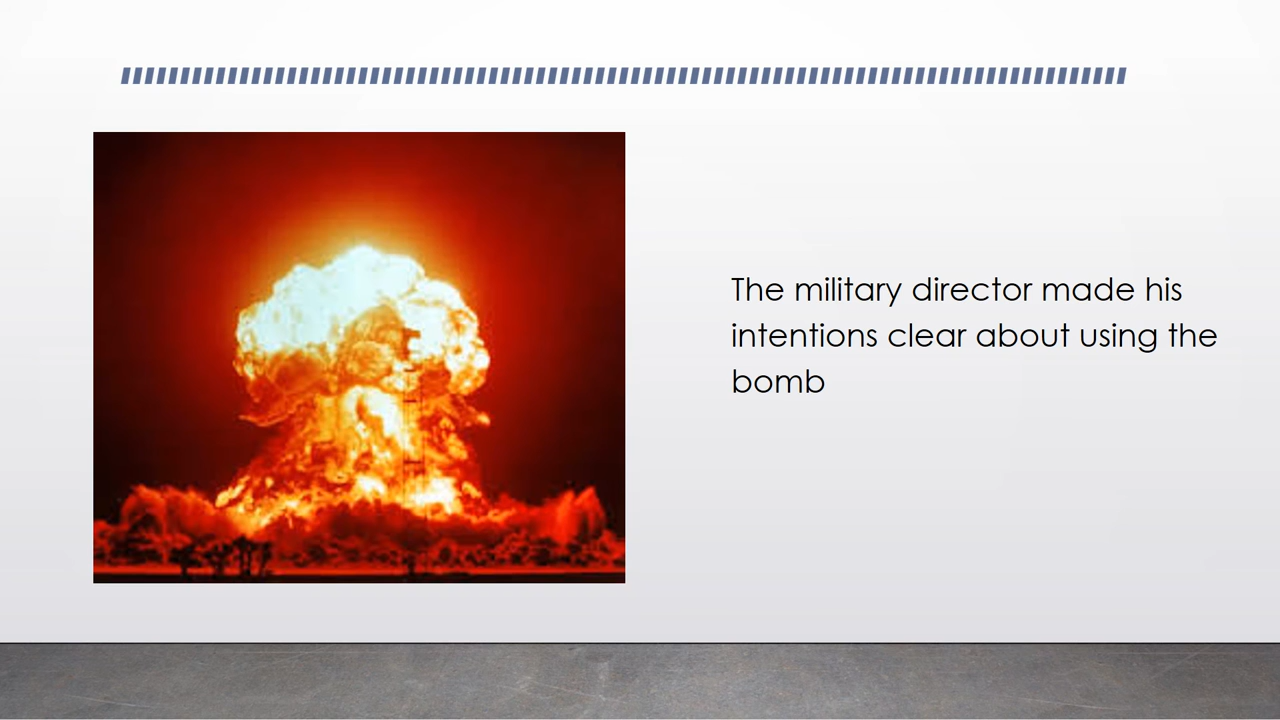 The military director made his
intentions clear about using the
bomb